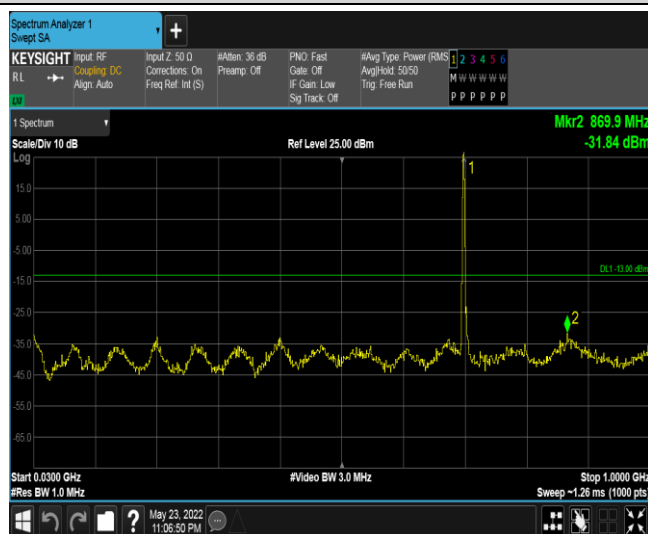 Spectrum Analyzer 1
Swept SA
+
KEYSIGHT Input: RF Input Z: 50 Ω #Atten: 36 dB PNO: Fast #Avg Type: Power (RMS 1 2 3 4 5 6
RL Coupling: DC Corrections: On Preamp: Off Gate: Off Avg|Hold: 50/50 M W W W W W
Align: Auto Freq Ref: Int (S) IF Gain: Low Trig: Free Run
Sig Track: Off P P P P P P
LXI
1 Spectrum Mkr2 869.9 MHz
Scale/Div 10 dB Ref Level 25.00 dBm -31.84 dBm
Log
1
15.0
5.00
-5.00
DL1 -13.00 dBm
-15.0
-25.0
2
-35.0
-45.0
-55.0
-65.0
Start 0.0300 GHz #Video BW 3.0 MHz Stop 1.0000 GHz
#Res BW 1.0 MHz Sweep ~1.26 ms (1000 pts)
? May 23, 2022
11:06:50 PM